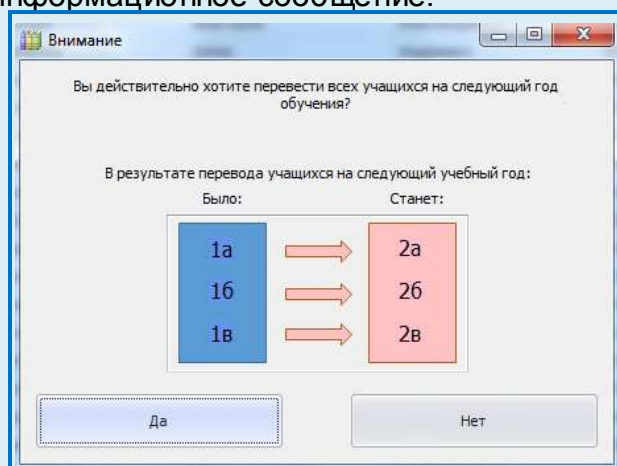 информационное сообщение:
Внимание
Вы действительно хотите перевести всех учащихся на следующий год
обучения?
В результате перевода учащихся на следующий учебный год:
Было: Станет:
1а 2а
1б 2б
1в 2в
Да Нет